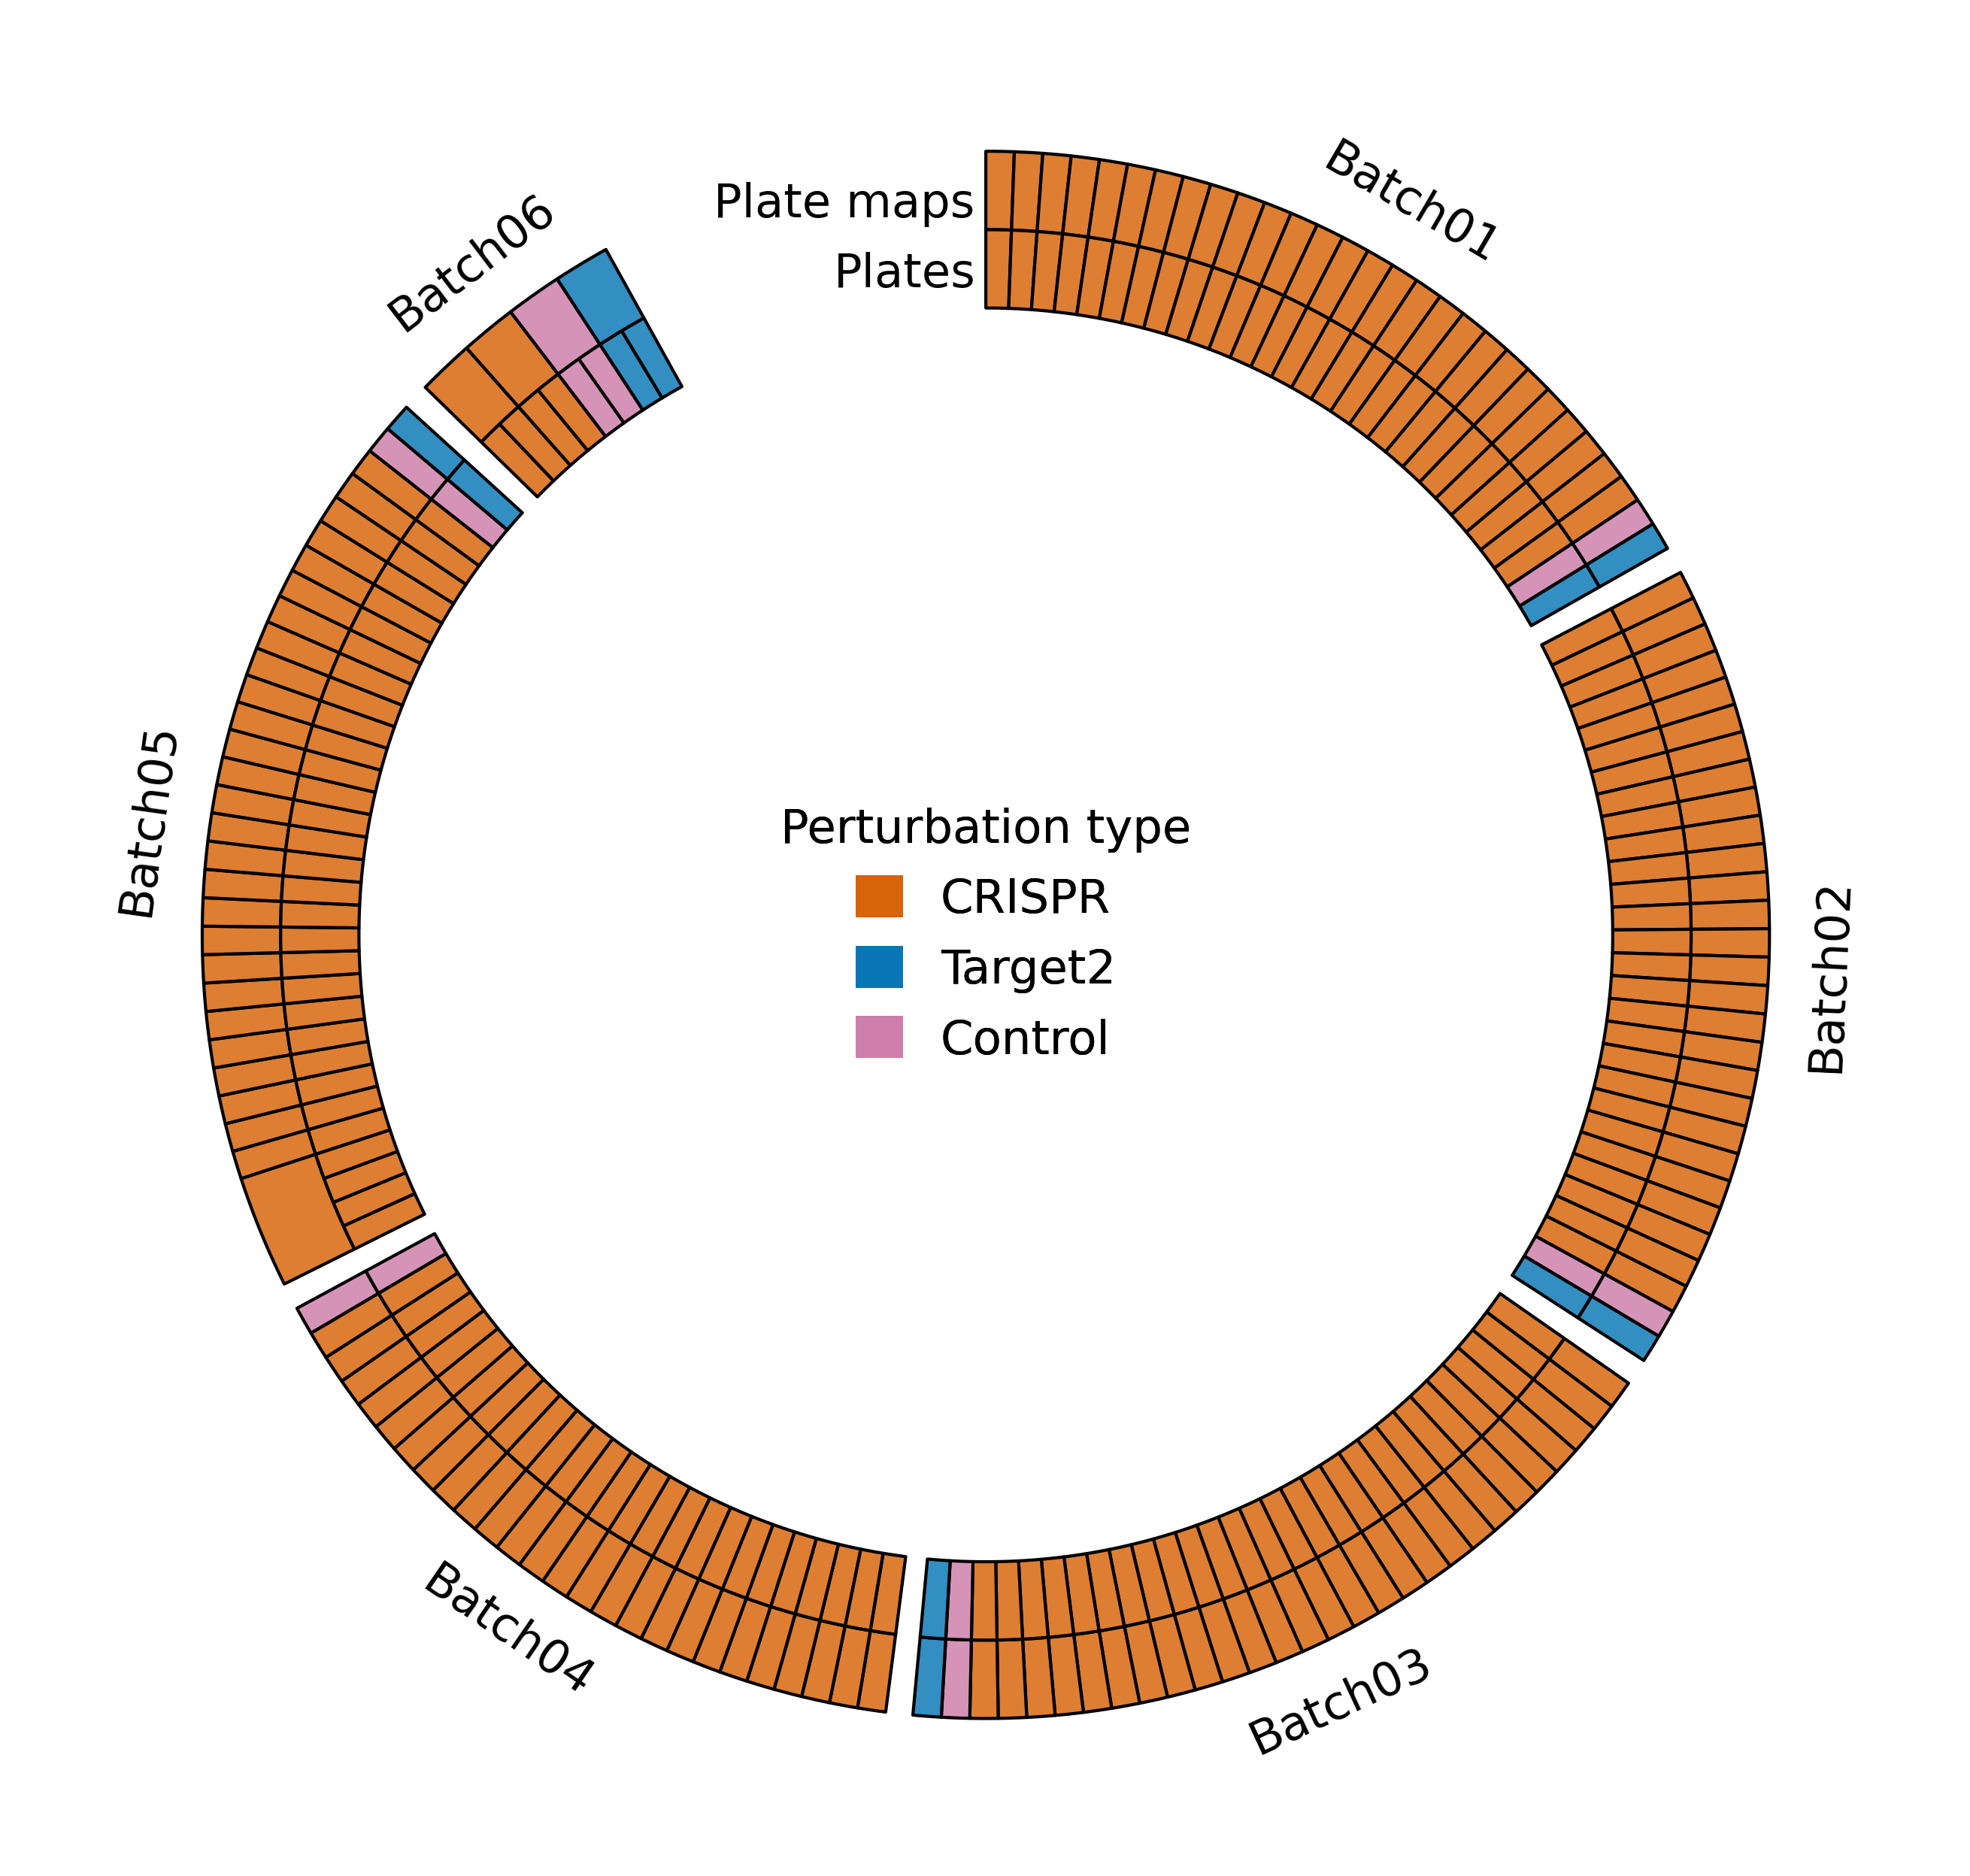 Batch01
Plate maps
Batch06
Plates
Batch05
Perturbation type
CRISPR
Target2
Control
Batch02
Batch04
Batch03